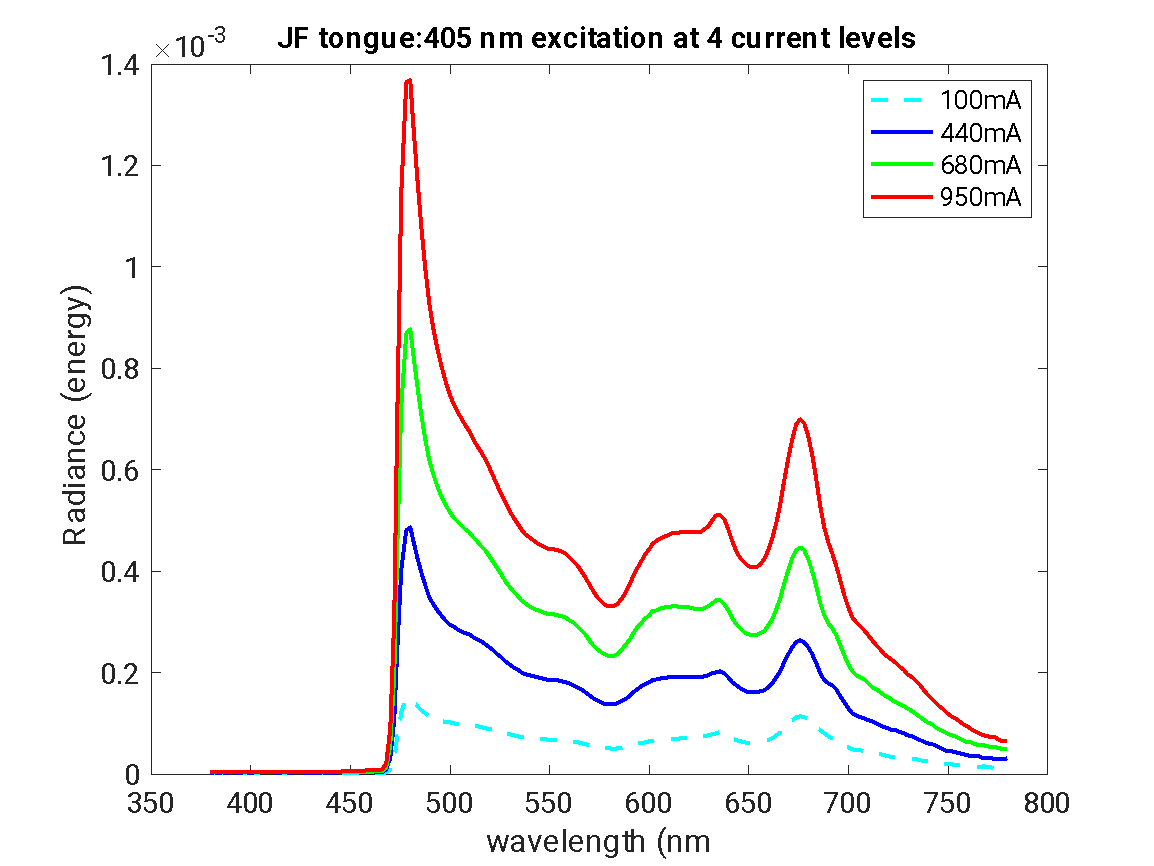 ×10-3
JF tongue:405 nm excitation at 4 current levels
1.4
1.2
1
0.8
0.6
0.4
0.2
0
Radiance (energy)
100mA
440mA
680mA
950mA
350 400 450 500 550 600 650 700 750 800
wavelength (nm